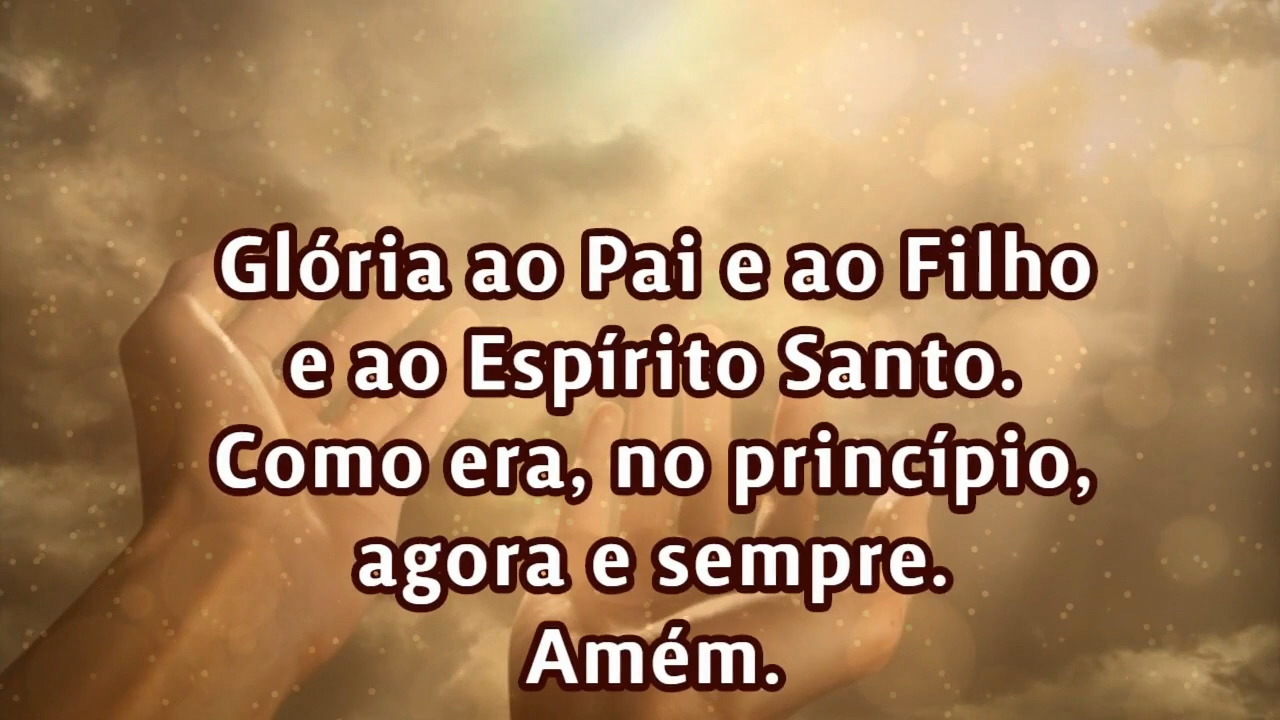 Glória ao Pai e ao Filho
e ao Espírito Santo.
Como era, no princípio,
agora e sempre.
Amém.